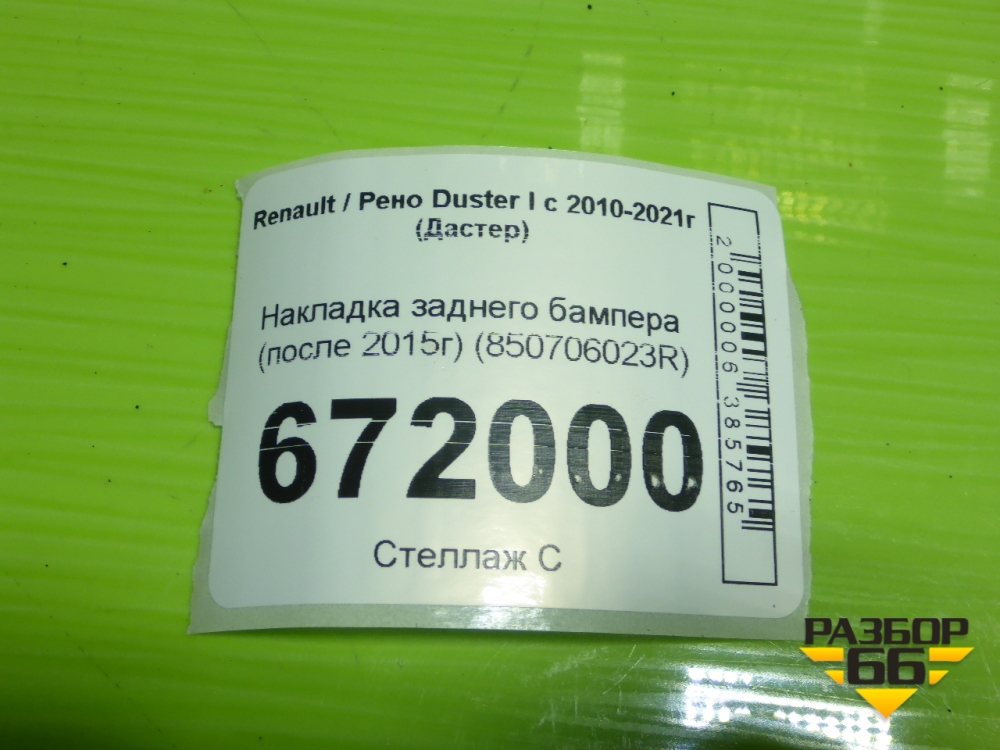 Renault / Рено Duster I с 2010-2021г
(Дастер)
Накладка заднего бампера
(после 2015г) (850706023R)
672000
Стеллаж С
2000006385765
РАЗБОР
66